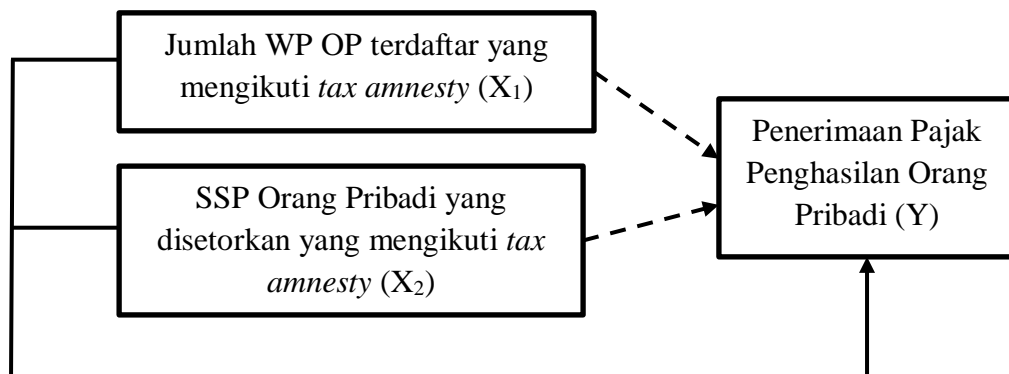 Jumlah WP OP terdaftar yang
mengikuti tax amnesty (X₁)
SSP Orang Pribadi yang
disetorkan yang mengikuti tax
amnesty (X₂)
Penerimaan Pajak
Penghasilan Orang
Pribadi (Y)